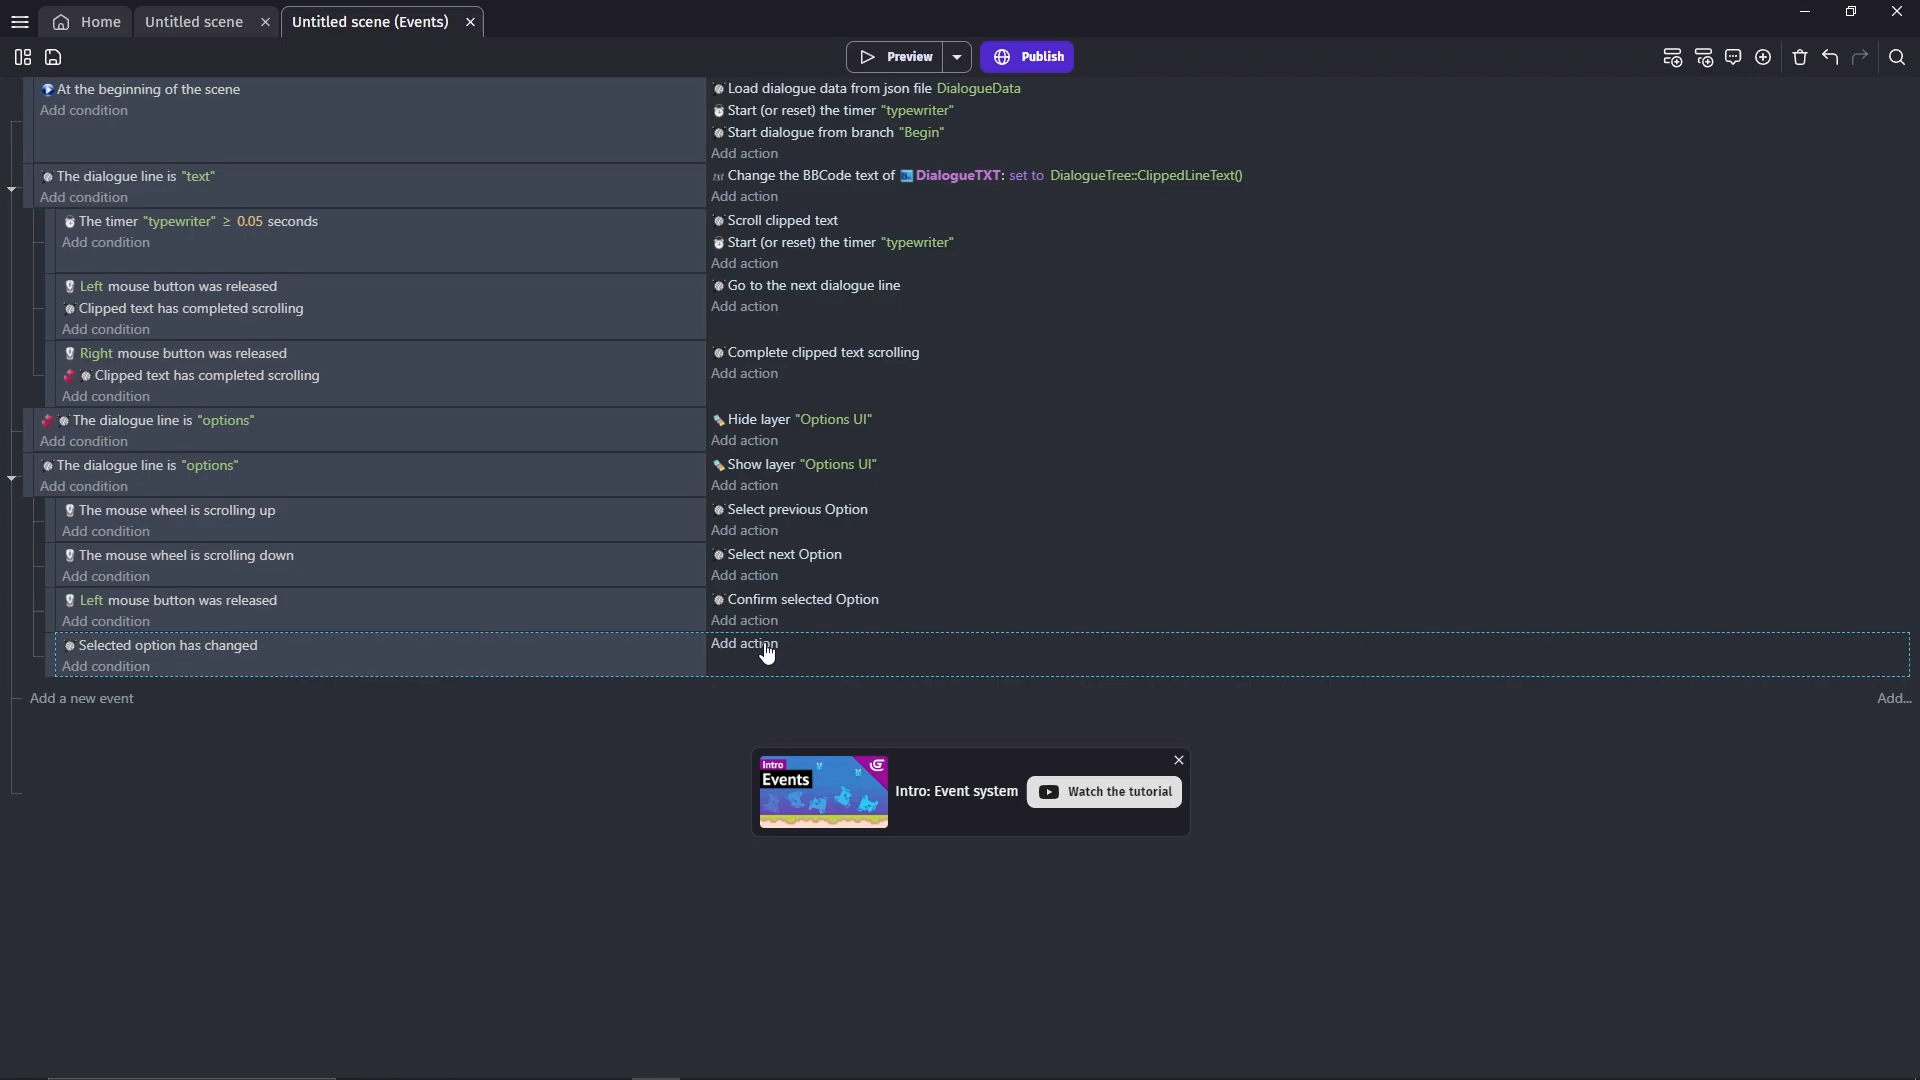 Home
Untitled scene
Untitled scene (Events)
Preview
Publish
At the beginning of the scene
Add condition
Load dialogue data from json file DialogueData
Start (or reset) the timer "typewriter"
Start dialogue from branch "Begin"
Add action
The dialogue line is "text"
Add condition
Change the BBCode text of DialogueTXT: set to DialogueTree::ClippedLineText()
Add action
The timer "typewriter" ≥ 0.05 seconds
Add condition
Scroll clipped text
Start (or reset) the timer "typewriter"
Add action
Left mouse button was released
Clipped text has completed scrolling
Add condition
Go to the next dialogue line
Add action
Right mouse button was released
Clipped text has completed scrolling
Add condition
Complete clipped text scrolling
Add action
The dialogue line is "options"
Add condition
Hide layer "Options UI"
Add action
The dialogue line is "options"
Add condition
Show layer "Options UI"
Add action
The mouse wheel is scrolling up
Add condition
Select previous Option
Add action
The mouse wheel is scrolling down
Add condition
Select next Option
Add action
Left mouse button was released
Add condition
Confirm selected Option
Add action
Selected option has changed
Add condition
Add action
Add a new event
Add...
Intro
Events
Intro: Event system
Watch the tutorial